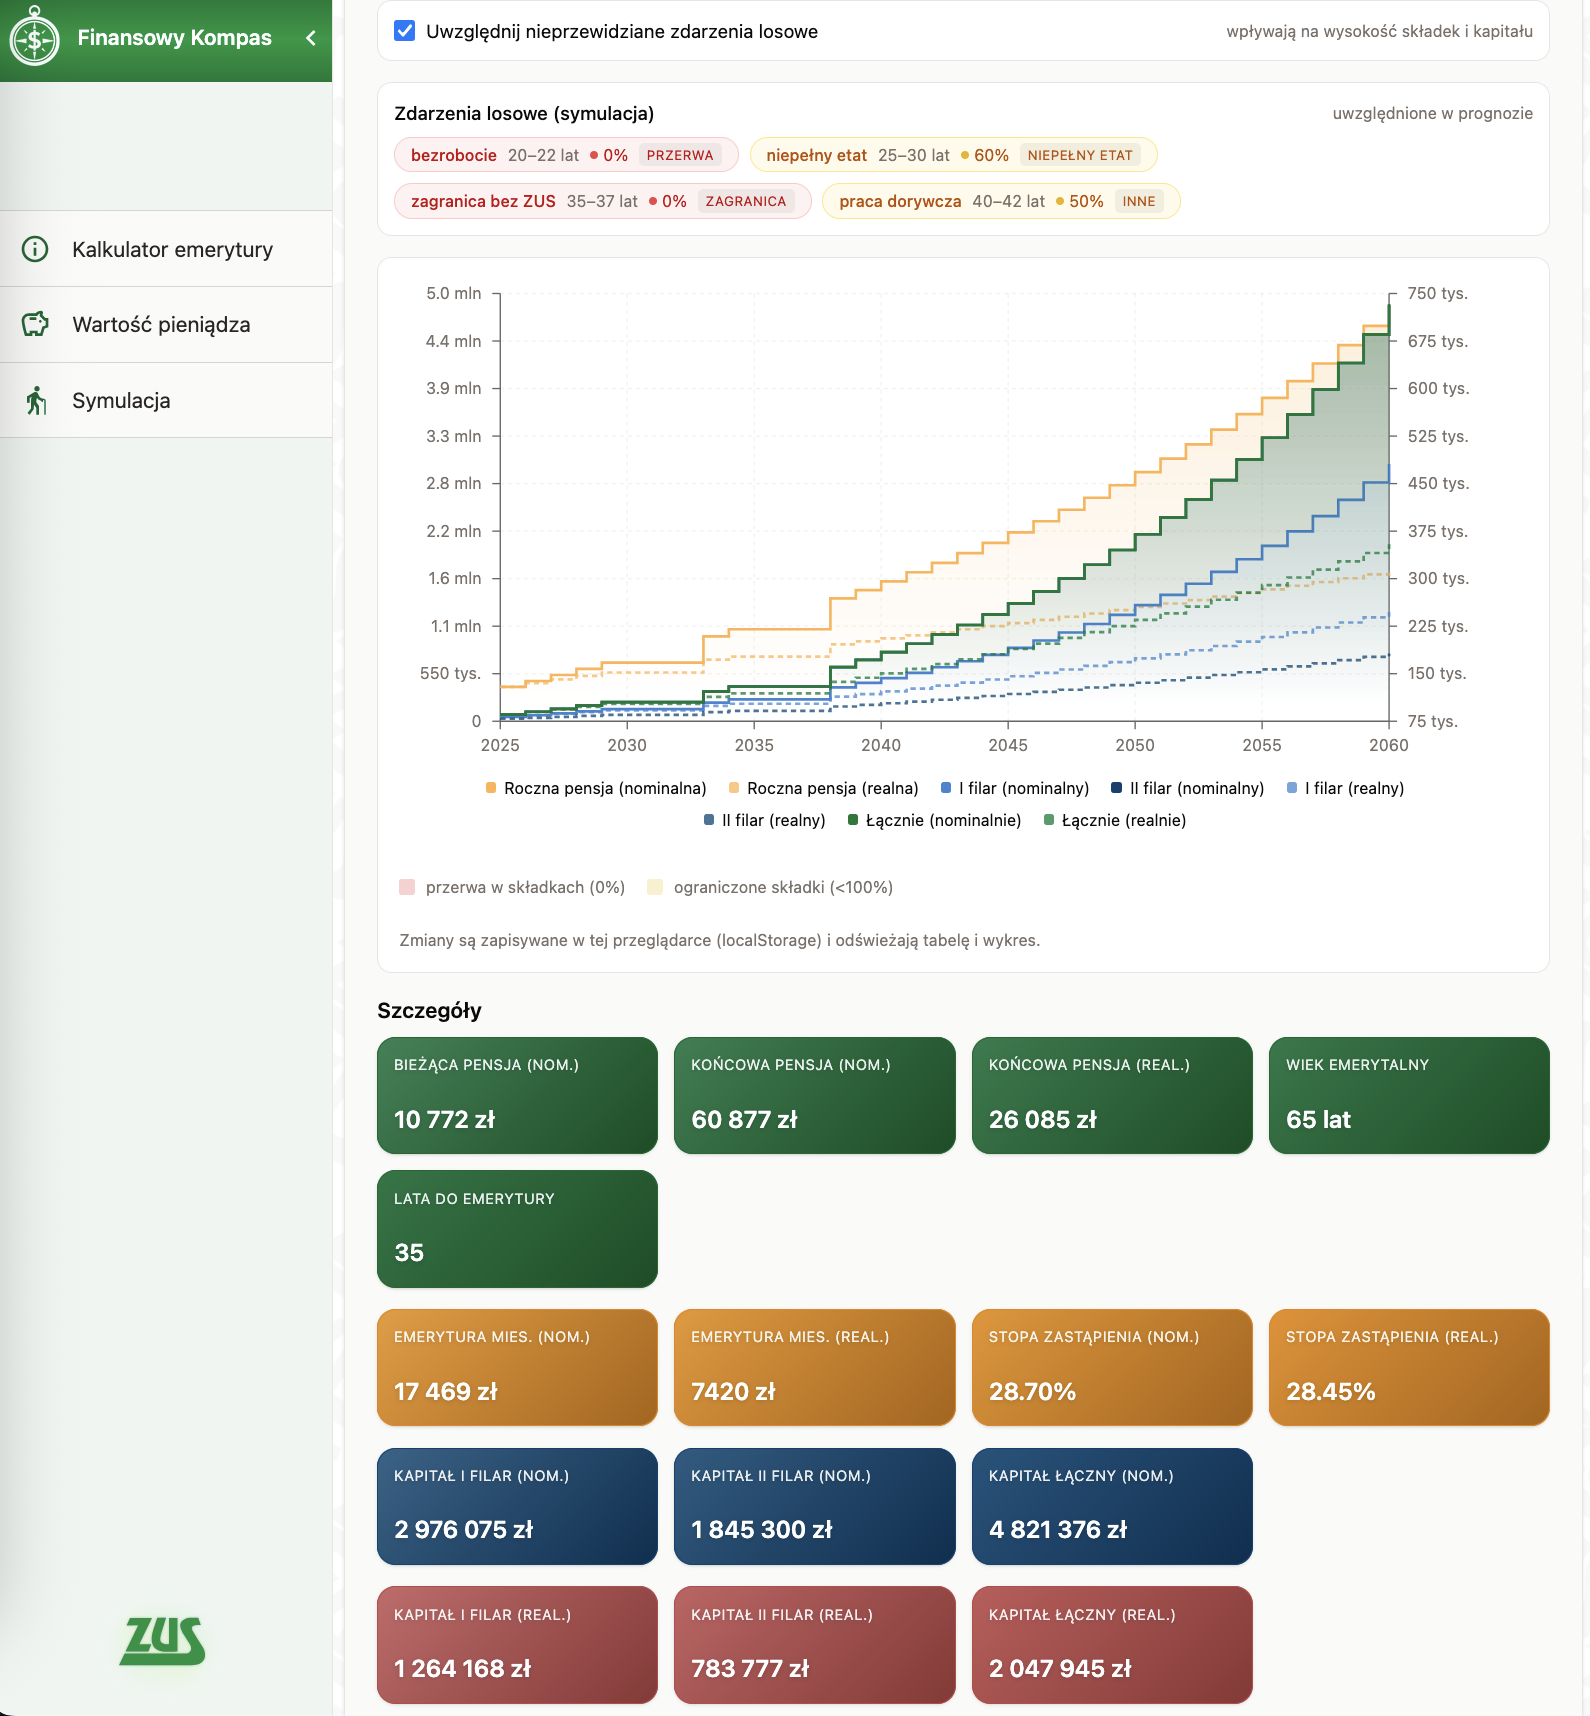 Finansowy Kompas
Kalkulator emerytury
Wartość pieniądza
Symulacja
ZUS
Uwzględnij nieprzewidziane zdarzenia losowe
wpływają na wysokość składek i kapitału
Zdarzenia losowe (symulacja)
uwzględnione w prognozie
bezrobocie 20–22 lat 0% PRZERWA
niepełny etat 25–30 lat 60% NIEPEŁNY ETAT
zagranica bez ZUS 35–37 lat 0% ZAGRANICA
praca dorywcza 40–42 lat 50% INNE
5.0 mln
4.4 mln
3.9 mln
3.3 mln
2.8 mln
2.2 mln
1.6 mln
1.1 mln
550 tys.
0
750 tys.
675 tys.
600 tys.
525 tys.
450 tys.
375 tys.
300 tys.
225 tys.
150 tys.
75 tys.
2025 2030 2035 2040 2045 2050 2055 2060
Roczna pensja (nominalna) Roczna pensja (realna) I filar (nominalny) II filar (nominalny) I filar (realny)
II filar (realny) Łącznie (nominalnie) Łącznie (realnie)
przerwa w składkach (0%) ograniczone składki (<100%)
Zmiany są zapisywane w tej przeglądarce (localStorage) i odświeżają tabelę i wykres.
Szczegóły
BIEŻĄCA PENSJA (NOM.)
10 772 zł
KOŃCOWA PENSJA (NOM.)
60 877 zł
KOŃCOWA PENSJA (REAL.)
26 085 zł
WIEK EMERYTALNY
65 lat
LATA DO EMERYTURY
35
EMERYTURA MIES. (NOM.)
17 469 zł
EMERYTURA MIES. (REAL.)
7420 zł
STOPA ZASTĄPIENIA (NOM.)
28.70%
STOPA ZASTĄPIENIA (REAL.)
28.45%
KAPITAŁ I FILAR (NOM.)
2 976 075 zł
KAPITAŁ II FILAR (NOM.)
1 845 300 zł
KAPITAŁ ŁĄCZNY (NOM.)
4 821 376 zł
KAPITAŁ I FILAR (REAL.)
1 264 168 zł
KAPITAŁ II FILAR (REAL.)
783 777 zł
KAPITAŁ ŁĄCZNY (REAL.)
2 047 945 zł